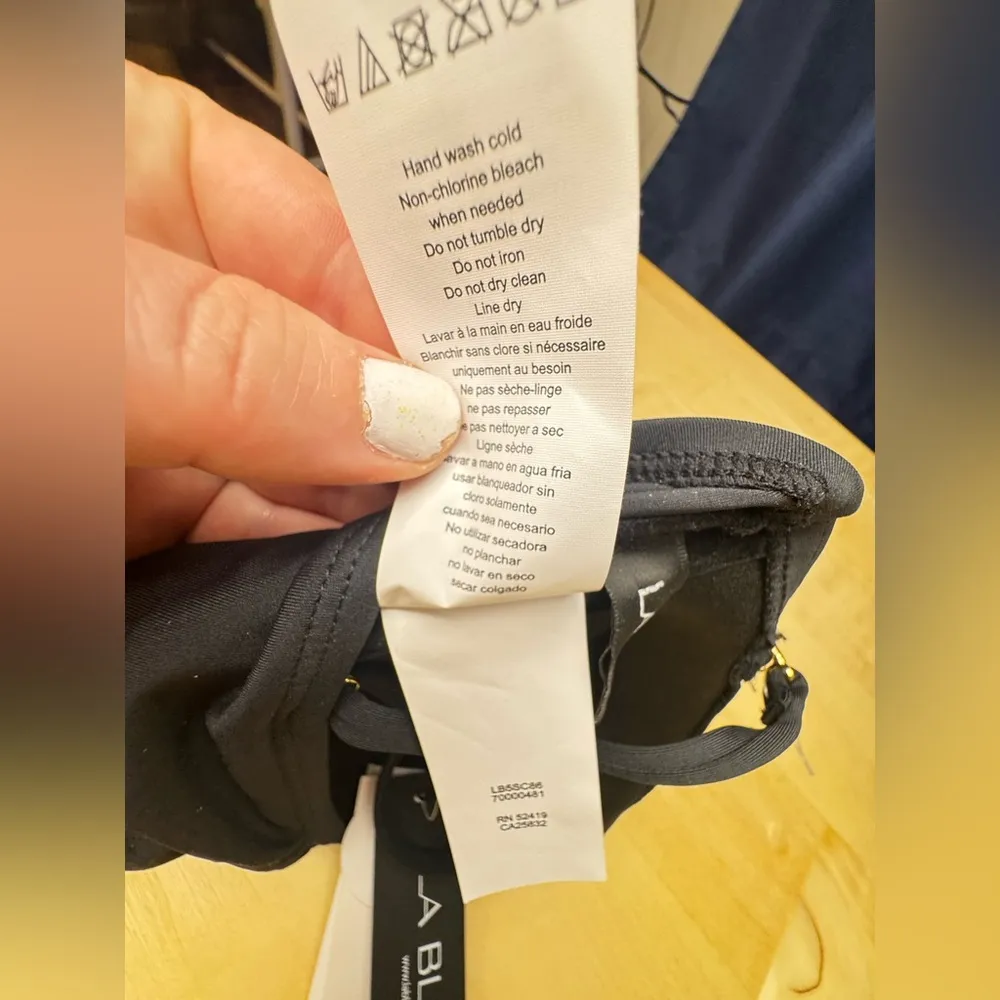 Hand wash cold
Non-chlorine bleach
when needed
Do not tumble dry
Do not iron
Do not dry clean
Line dry
Lavar à la main en eau froide
Blanchir sans clore si nécessaire
uniquement au besoin
Ne pas sèche-linge
ne pas repasser
pas nettoyer a sec
Ligne sèche
avar a mano en agua fria
usar blanqueador sin
cloro solamente
cuando sea necesario
No utilizar secadora
no planchar
no lavar en seco
secar colgado
LB5SC86
70000481
RN 52419
CA25832
A BL